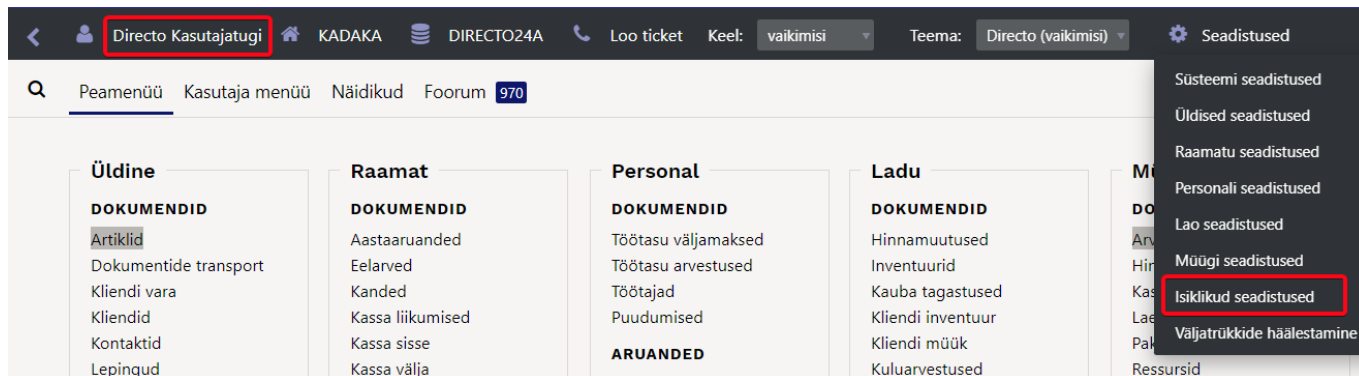 Directo Kasutajatugi KADAKA DIRECTO24A Loo ticket Keel: vaikimisi Teema: Directo (vaikimisi) Seadistused
Peamenüü Kasutaja menüü Näidikud Foorum 970
Süsteemi seadistused
Üldised seadistused
Raamatu seadistused
Personali seadistused
Lao seadistused
Müügi seadistused
Isiklikud seadistused
Väljatrükkide häälestamine
Üldine
DOKUMENDID
Artiklid
Dokumentide transport
Kliendi vara
Kliendid
Kontaktid
Lepingud
Raamat
DOKUMENDID
Aastaaruanded
Eelarved
Kanded
Kassa liikumised
Kassa sisse
Kassa välja
Personal
DOKUMENDID
Töötasu väljamaksed
Töötasu arvestused
Töötajad
Puudumised
ARUANDED
Ladu
DOKUMENDID
Hinnamuutused
Inventuurid
Kauba tagastused
Kliendi inventuur
Kliendi müük
Kuluarvestused
Ressursid